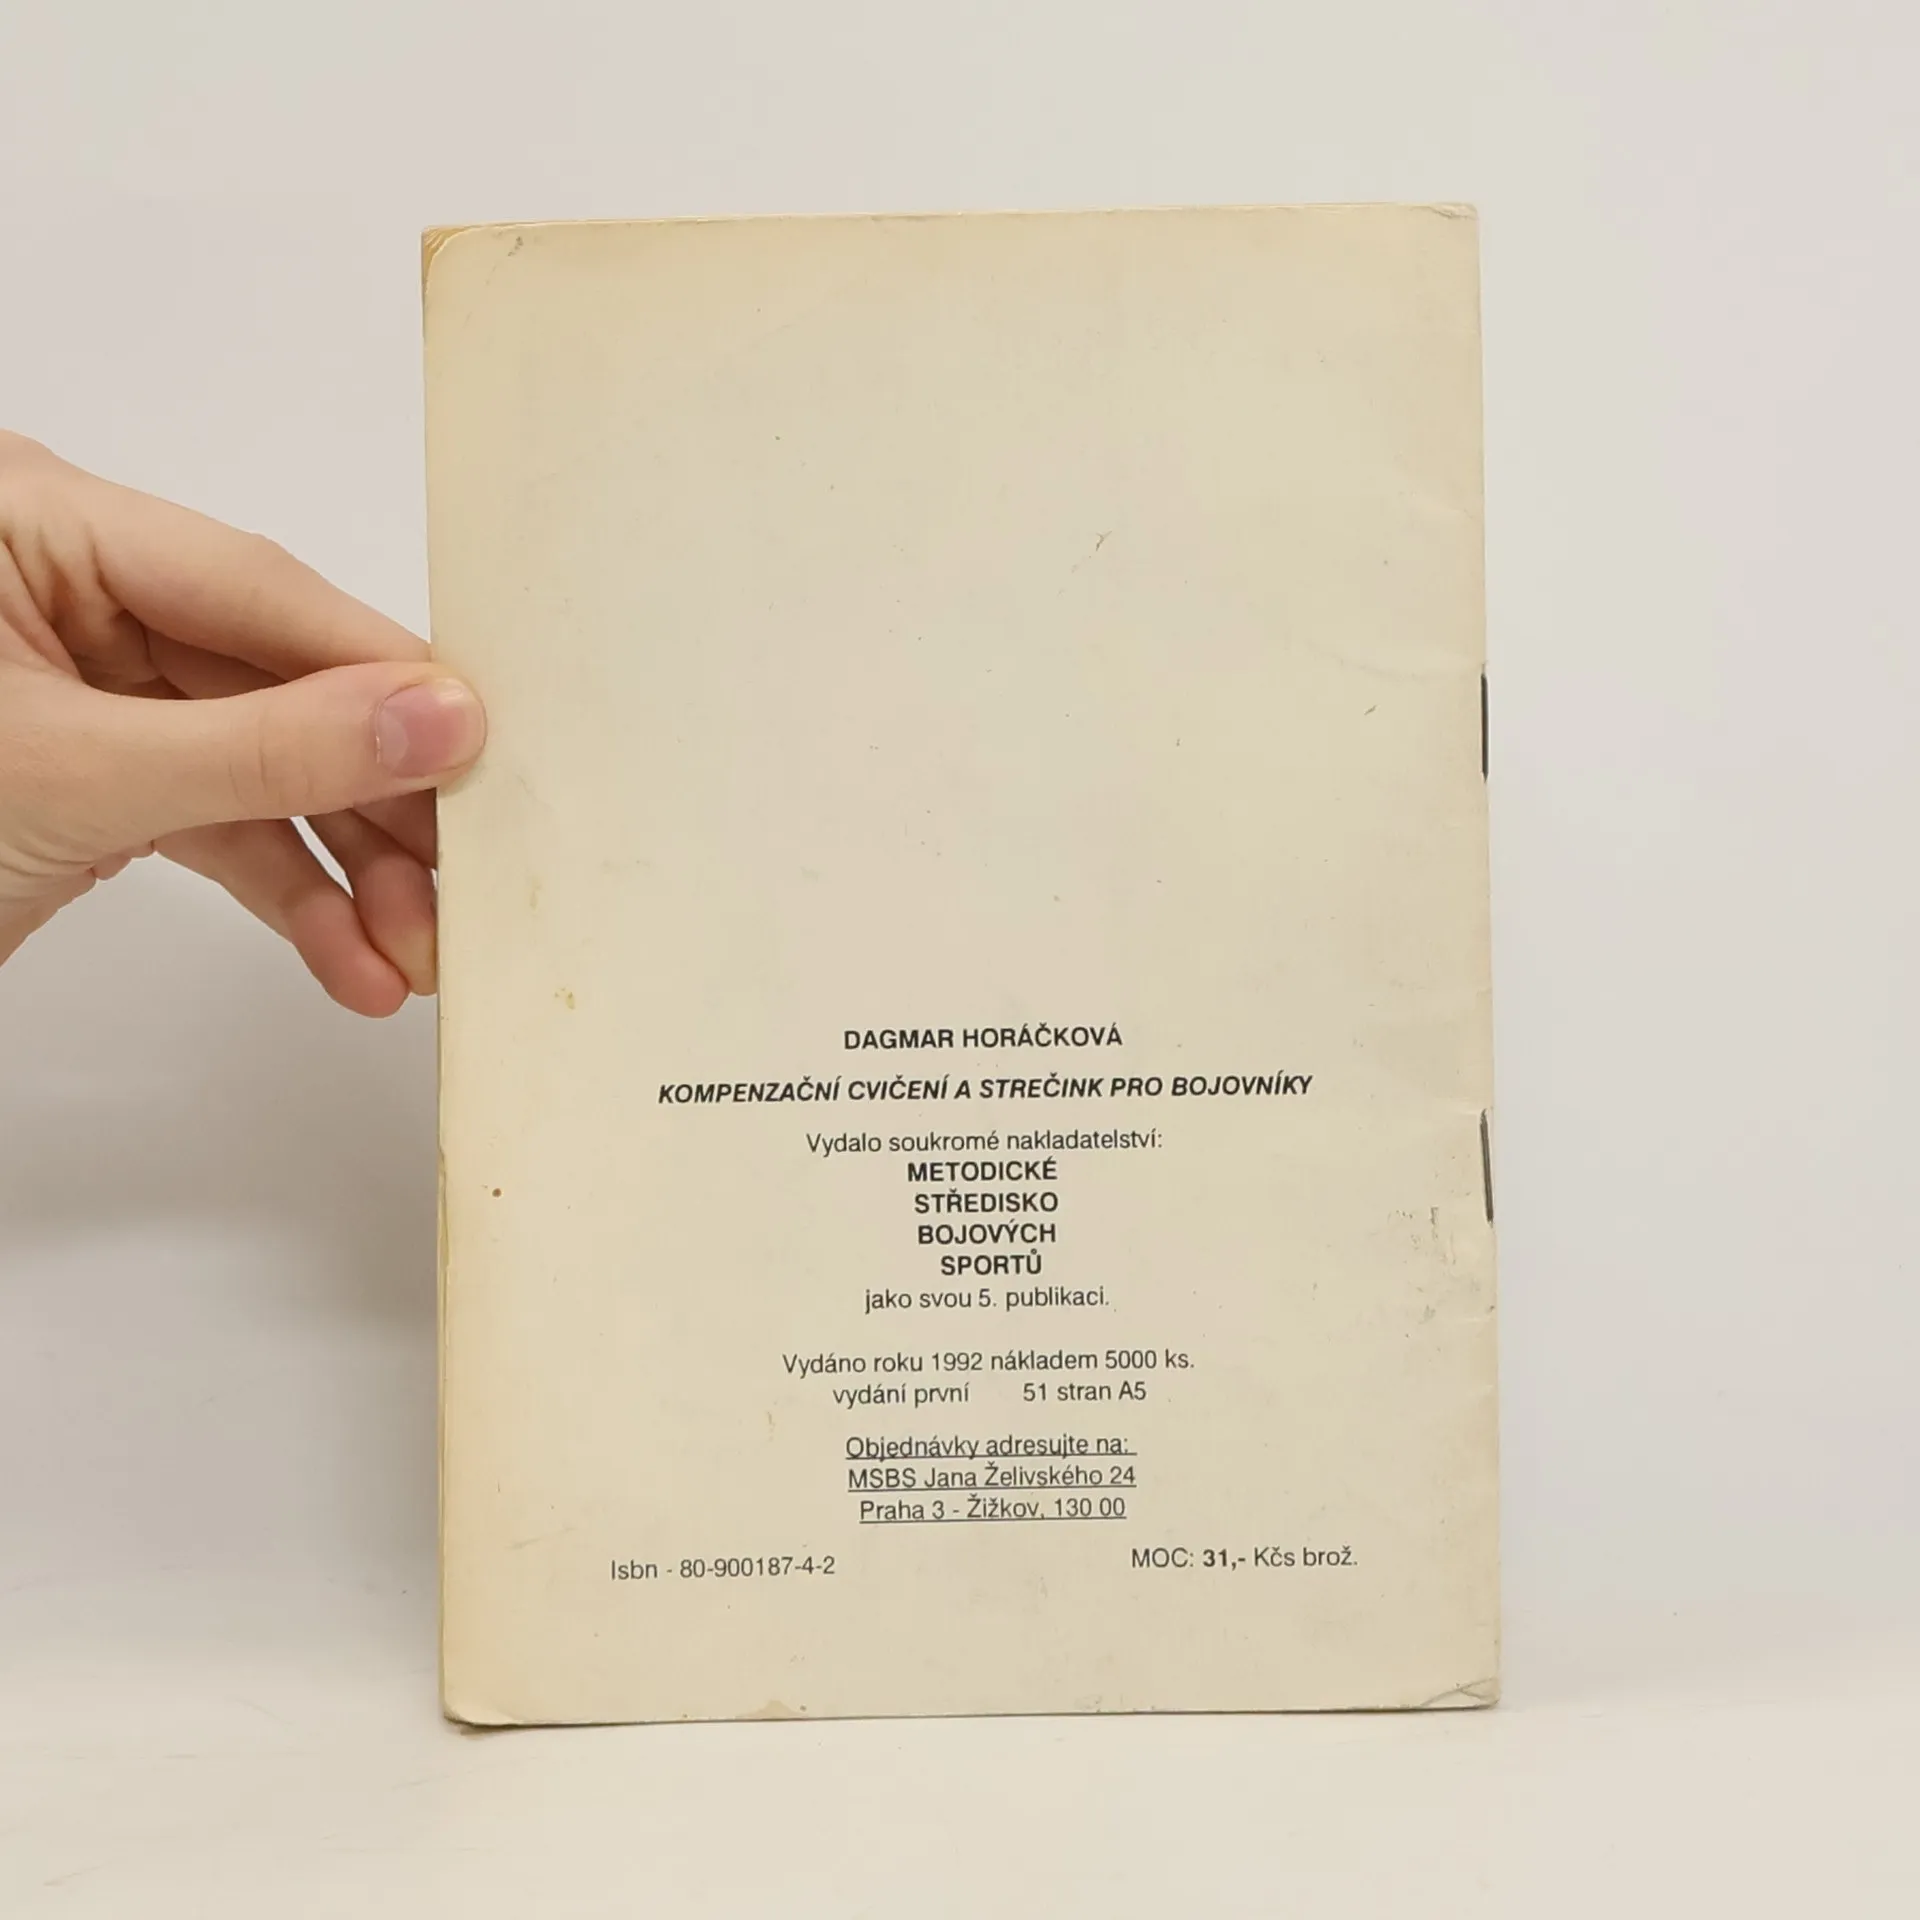 DAGMAR HORÁČKOVÁ
KOMPENZAČNÍ CVIČENÍ A STREČINK PRO BOJOVNÍKY
Vydalo soukromé nakladatelství:
METODICKÉ
STŘEDISKO
BOJOVÝCH
SPORTŮ
jako svou 5. publikaci.
Vydáno roku 1992 nákladem 5000 ks.
vydání první 51 stran A5
Objednávky adresujte na:
MSBS Jana Želivského 24
Praha 3 - Žižkov, 130 00
Isbn - 80-900187-4-2 MOC: 31,- Kčs brož.